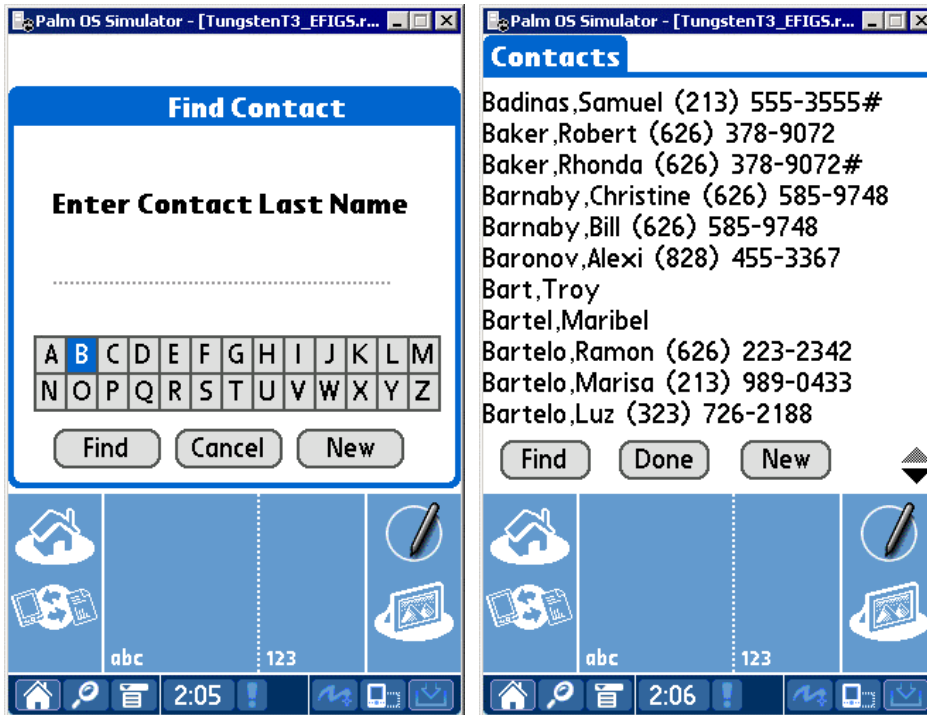 Palm OS Simulator - [TungstenT3_EFIGS.r...
Find Contact
Enter Contact Last Name
A B C D E F G H I J K L M
N O P Q R S T U V W X Y Z
Find Cancel New
abc 123
2:05
Palm OS Simulator - [TungstenT3_EFIGS.r...
Contacts
Badinas,Samuel (213) 555-3555#
Baker,Robert (626) 378-9072
Baker,Rhonda (626) 378-9072#
Barnaby,Christine (626) 585-9748
Barnaby,Bill (626) 585-9748
Baronov,Alexi (828) 455-3367
Bart,Troy
Bartel,Maribel
Bartelo,Ramon (626) 223-2342
Bartelo,Marisa (213) 989-0433
Bartelo,Luz (323) 726-2188
Find Done New
abc 123
2:06